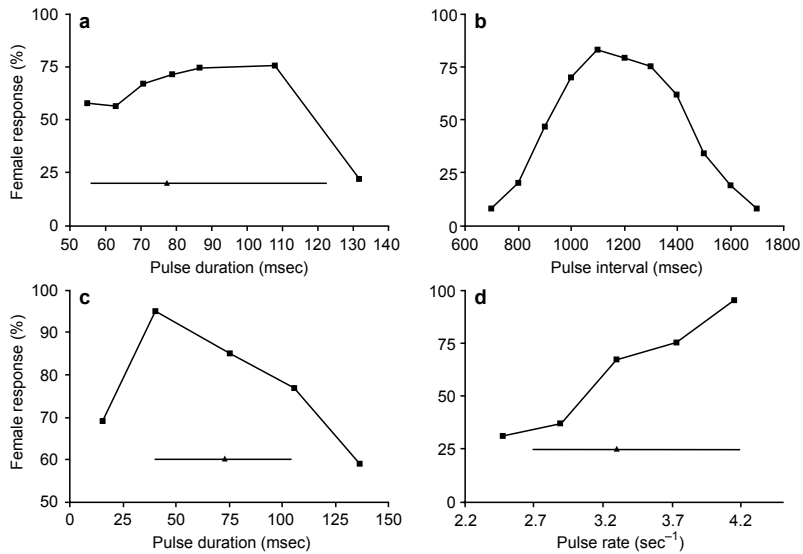 a
100
75
50
25
0
Female response (%)
50 60 70 80 90 100 110 120 130 140
Pulse duration (msec)
b
100
75
50
25
0
600 800 1000 1200 1400 1600 1800
Pulse interval (msec)
c
100
90
80
70
60
50
Female response (%)
0 25 50 75 100 125 150
Pulse duration (msec)
d
100
75
50
25
0
2.2 2.7 3.2 3.7 4.2
Pulse rate (sec⁻¹)